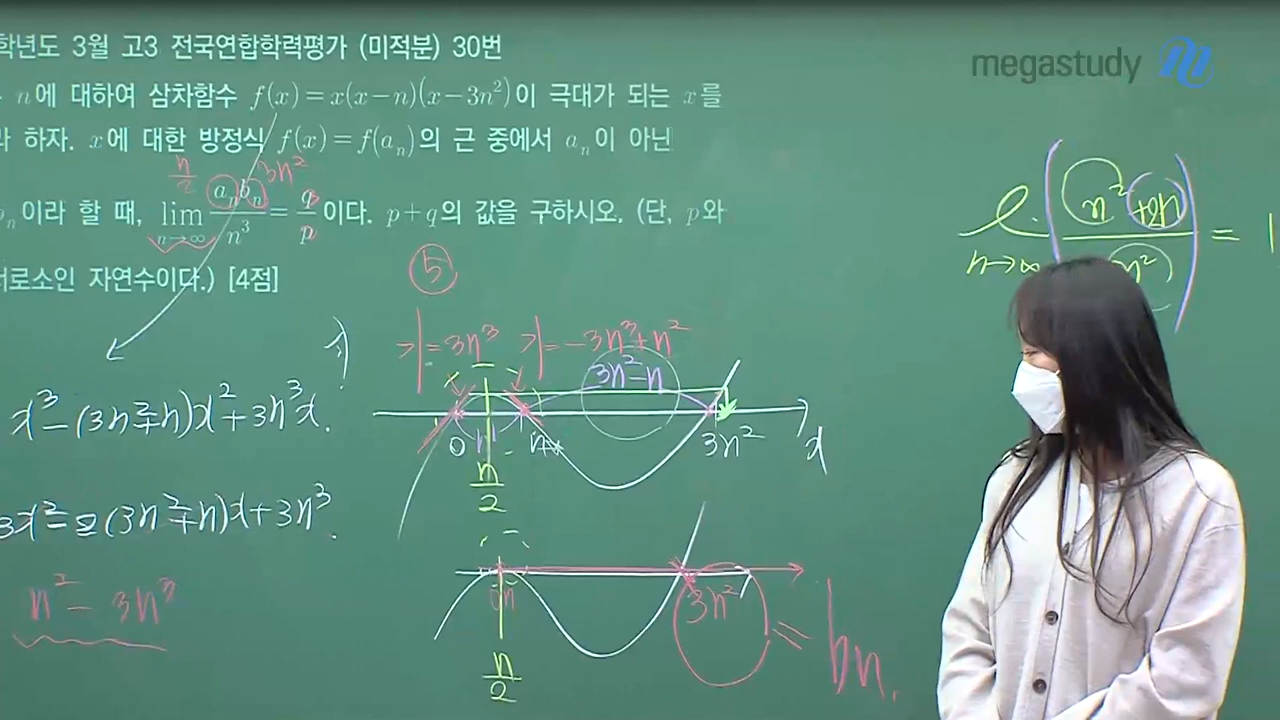 학년도 3월 고3 전국연합학력평가 (미적분) 30번
megastudy
n에 대하여 삼차함수 f(x)=x(x-n)(x-3n²)이 극대가 되는 x를
하자. x에 대한 방정식 f(x)=f(aₙ)의 근 중에서 aₙ이 아닌
n/2 3n²
bₙ이라 할 때, lim n→∞ aₙbₙ/n³ = q/p 이다. p+q의 값을 구하시오. (단, p와
서로소인 자연수이다.) [4점]
n→∞ (n²+2n)/n² = 1
⑤
=3n³ =-3n³+n²
3n²-n
x³-(3n²+n)x²+3n³x.
0 n n 3n² x
n/2
3x²-2(3n²+n)x+3n³.
n²-3n³
0 n 3n² = bn.
n/2